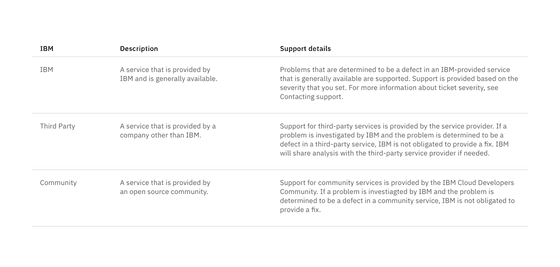 IBM Description Support details
IBM
A service that is provided by
IBM and is generally available.
Problems that are determined to be a defect in an IBM-provided service
that is generally available are supported. Support is provided based on the
severity that you set. For more information about ticket severity, see
Contacting support.
Third Party
A service that is provided by a
company other than IBM.
Support for third-party services is provided by the service provider. If a
problem is investigated by IBM and the problem is determined to be a
defect in a third-party service, IBM is not obligated to provide a fix. IBM
will share analysis with the third-party service provider if needed.
Community
A service that is provided by
an open source community.
Support for community services is provided by the IBM Cloud Developers
Community. If a problem is investiagted by IBM and the problem is
determined to be a defect in a community service, IBM is not obligated to
provide a fix.